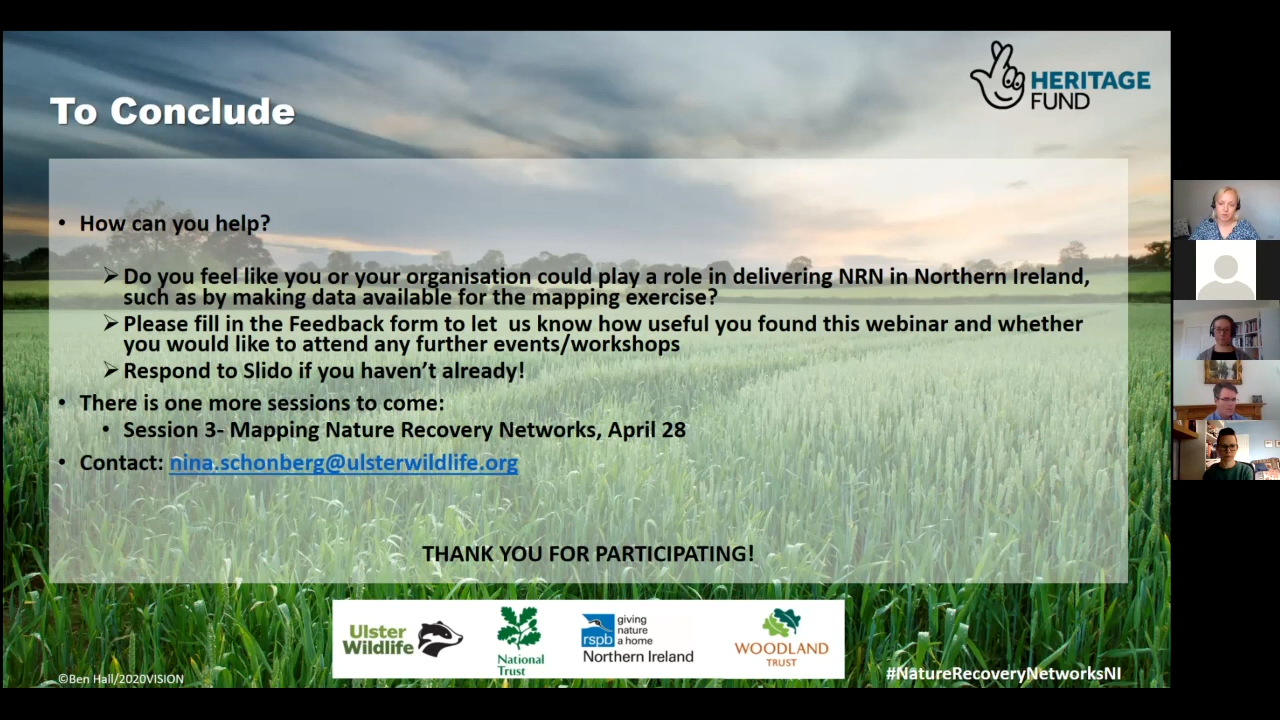 HERITAGE
FUND
To Conclude
• How can you help?
➢ Do you feel like you or your organisation could play a role in delivering NRN in Northern Ireland,
such as by making data available for the mapping exercise?
➢ Please fill in the Feedback form to let  us know how useful you found this webinar and whether
you would like to attend any further events/workshops
➢ Respond to Slido if you haven’t already!
• There is one more sessions to come:
• Session 3- Mapping Nature Recovery Networks, April 28
• Contact: nina.schonberg@ulsterwildlife.org
THANK YOU FOR PARTICIPATING!
Ulster
Wildlife
National
Trust
rspb
giving
nature
a home
Northern Ireland
WOODLAND
TRUST
©Ben Hall/2020VISION
#NatureRecoveryNetworksNI